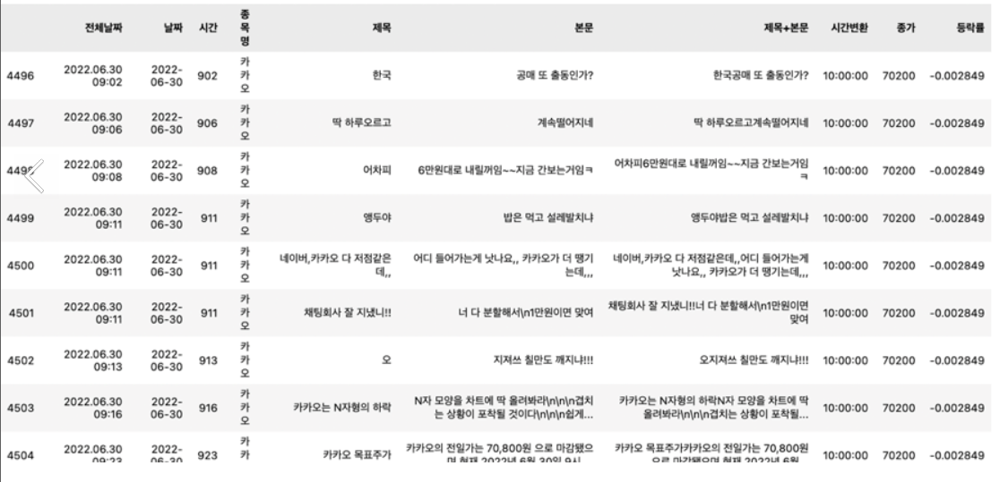 전체날짜 날짜 시간 종목명 제목 본문 제목+본문 시간변환 종가 등락률
4496 2022.06.30 09:02 2022-06-30 902 카카오 한국 공매 또 출동인가? 한국공매 또 출동인가? 10:00:00 70200 -0.002849
4497 2022.06.30 09:06 2022-06-30 906 카카오 딱 하루오르고 계속떨어지네 딱 하루오르고계속떨어지네 10:00:00 70200 -0.002849
4498 2022.06.30 09:08 2022-06-30 908 카카오 어차피 6만원대로 내릴꺼임~~지금 간보는거임ㅋ 어차피6만원대로 내릴꺼임~~지금 간보는거임ㅋ 10:00:00 70200 -0.002849
4499 2022.06.30 09:11 2022-06-30 911 카카오 앵두야 밥은 먹고 설레발치냐 앵두야밥은 먹고 설레발치냐 10:00:00 70200 -0.002849
4500 2022.06.30 09:11 2022-06-30 911 카카오 네이버,카카오 다 저점같은데,, 어디 들어가는게 낫나요,, 카카오가 더 땡기는데,,, 네이버,카카오 다 저점같은데,,어디 들어가는게 낫나요,, 카카오가 더 땡기는데,,, 10:00:00 70200 -0.002849
4501 2022.06.30 09:11 2022-06-30 911 카카오 채팅회사 잘 지냈니!! 너 다 분할해서\n1만원이면 맞여 채팅회사 잘 지냈니!!너 다 분할해서\n1만원이면 맞여 10:00:00 70200 -0.002849
4502 2022.06.30 09:13 2022-06-30 913 카카오 오 지져쓰 칠만도 깨지냐!!! 오지져쓰 칠만도 깨지냐!!! 10:00:00 70200 -0.002849
4503 2022.06.30 09:16 2022-06-30 916 카카오 카카오는 N자형의 하락 N자 모양을 차트에 딱 올려봐라\n\n\n겹치는 상황이 포착될 것이다\n\n\n쉽게... 카카오는 N자형의 하락N자 모양을 차트에 딱 올려봐라\n\n\n겹치는 상황이 포착될... 10:00:00 70200 -0.002849
4504 2022.06.30 09:23 2022-06-30 923 카카 카카오 목표주가 카카오의 전일가는 70,800원 으로 마감됐으며 현재 2022년 6월 30일 9시 카카오 목표주가카카오의 전일가는 70,800원 으로 마감됐으며 현재 2022년 6월 10:00:00 70200 -0.002849